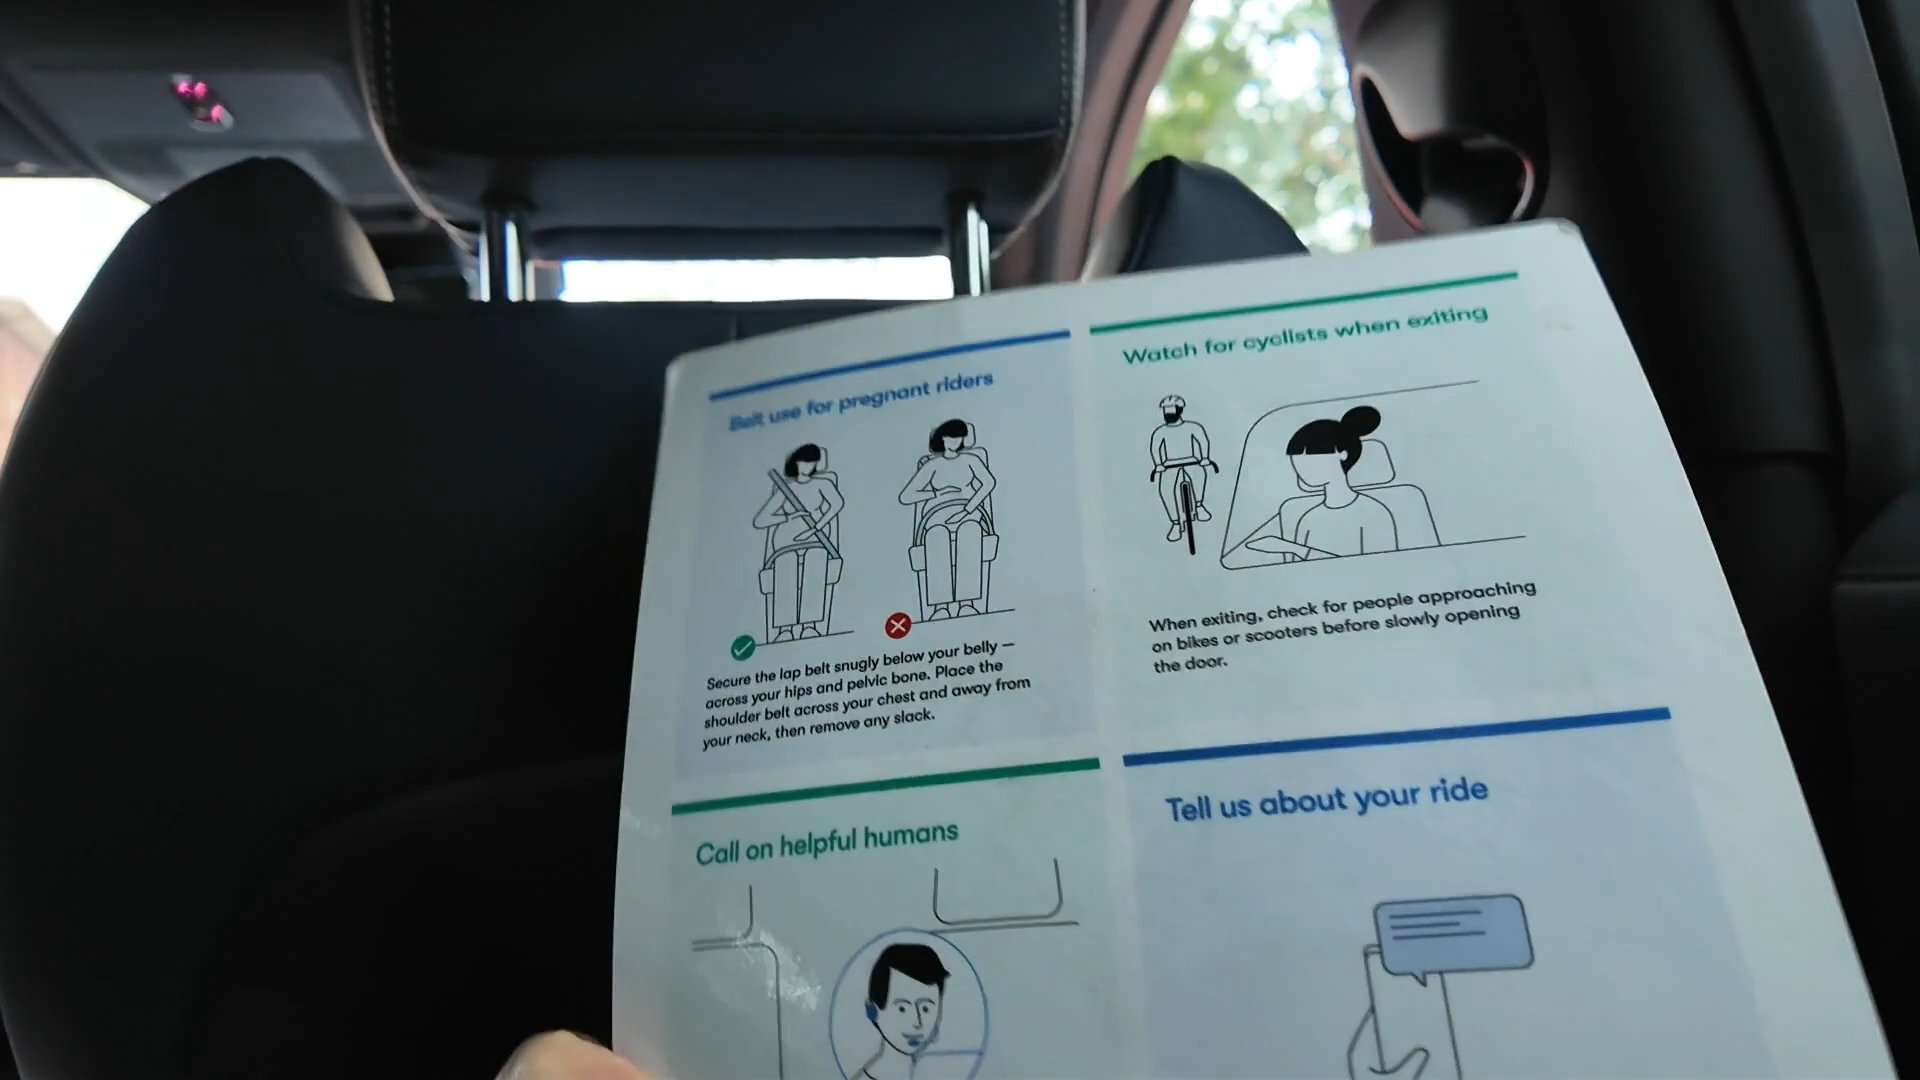 Belt use for pregnant riders
Secure the lap belt snugly below your belly —
across your hips and pelvic bone. Place the
shoulder belt across your chest and away from
your neck, then remove any slack.
Watch for cyclists when exiting
When exiting, check for people approaching
on bikes or scooters before slowly opening
the door.
Call on helpful humans
Tell us about your ride